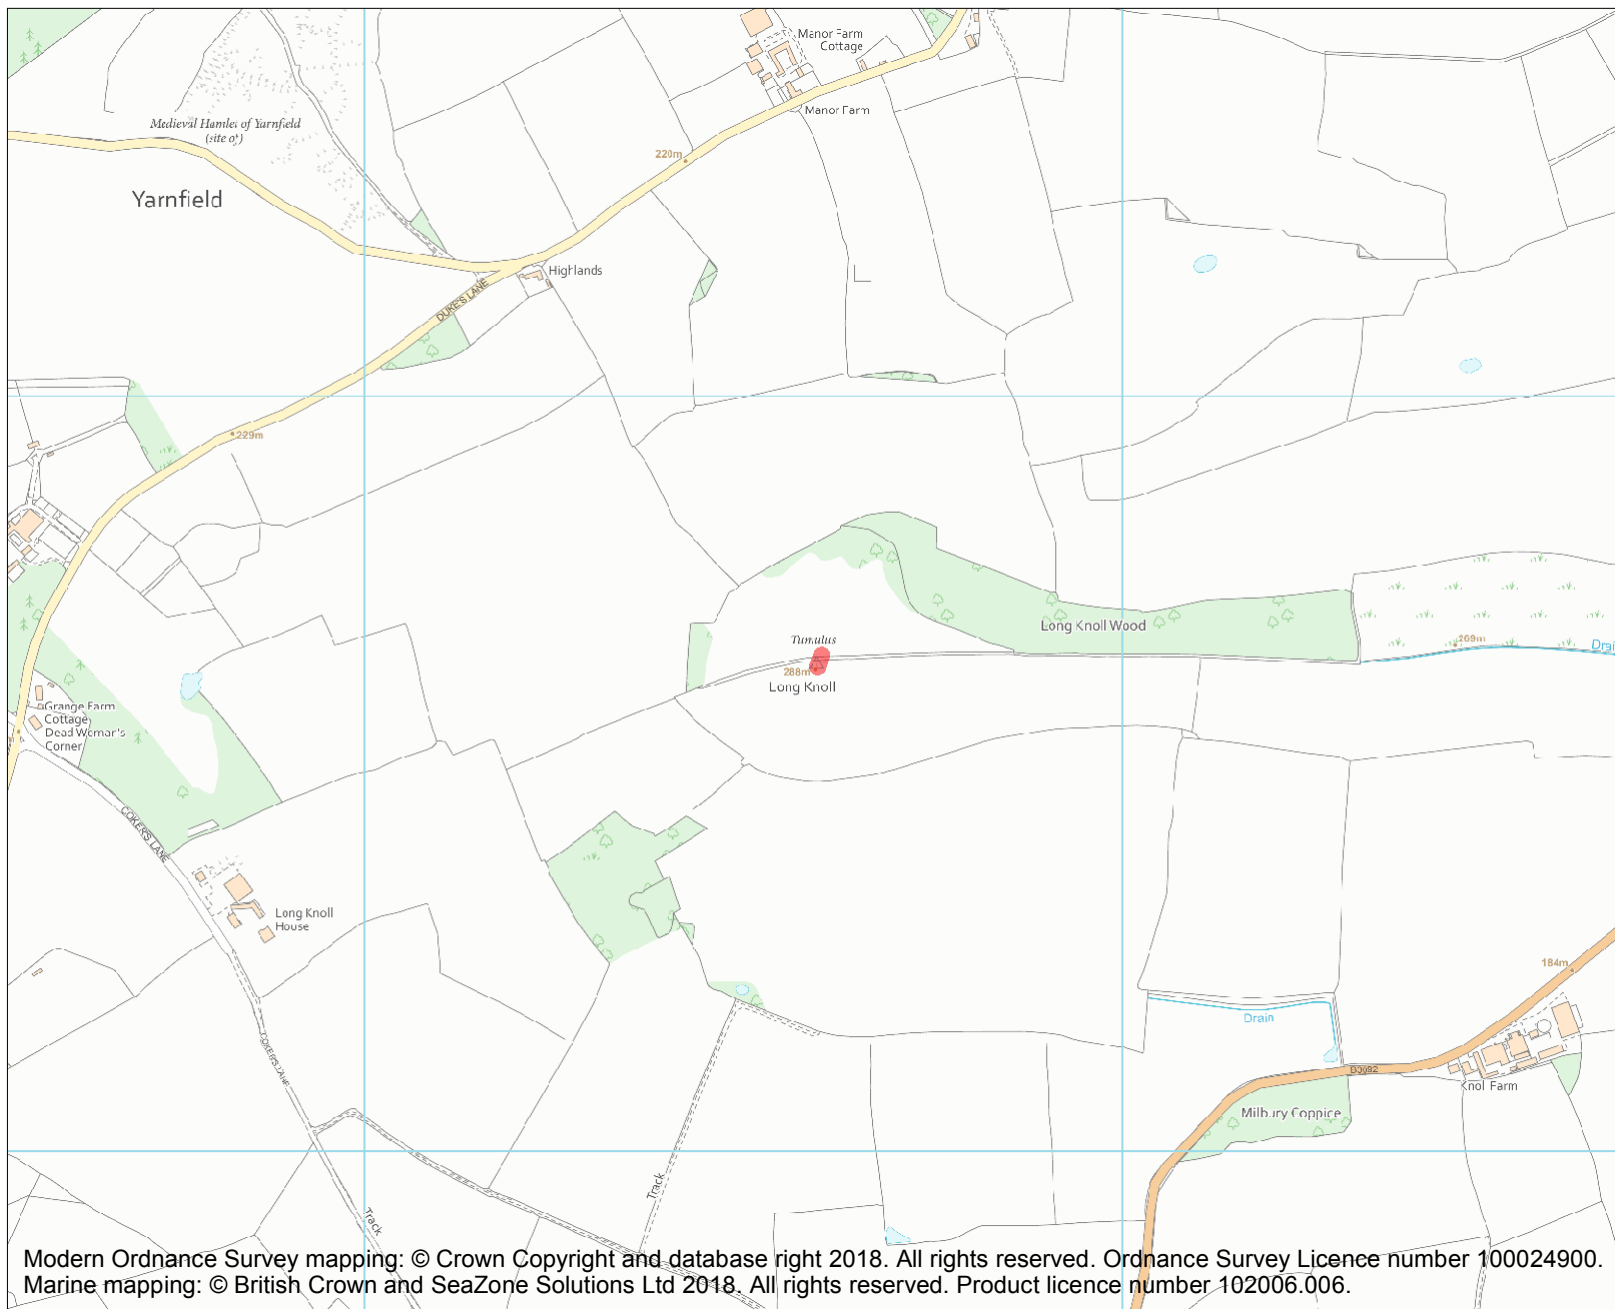 Manor Farm
Cottage
Manor Farm
Medieval Hamlet of Yarnfield
(site of)
220m
Yarnfield
Highlands
DUKE'S LANE
229m
Tumulus
288m
Long Knoll
Long Knoll Wood
269m
Drai
Grange Farm
Cottage
Dead Woman's
Corner
COKER'S LANE
Long Knoll
House
184m
Drain
COKER'S LANE
B3092
Knoll Farm
Milbury Coppice
Track
Track
Modern Ordnance Survey mapping: © Crown Copyright and database right 2018. All rights reserved. Ordnance Survey Licence number 100024900.
Marine mapping: © British Crown and SeaZone Solutions Ltd 2018. All rights reserved. Product licence number 102006.006.